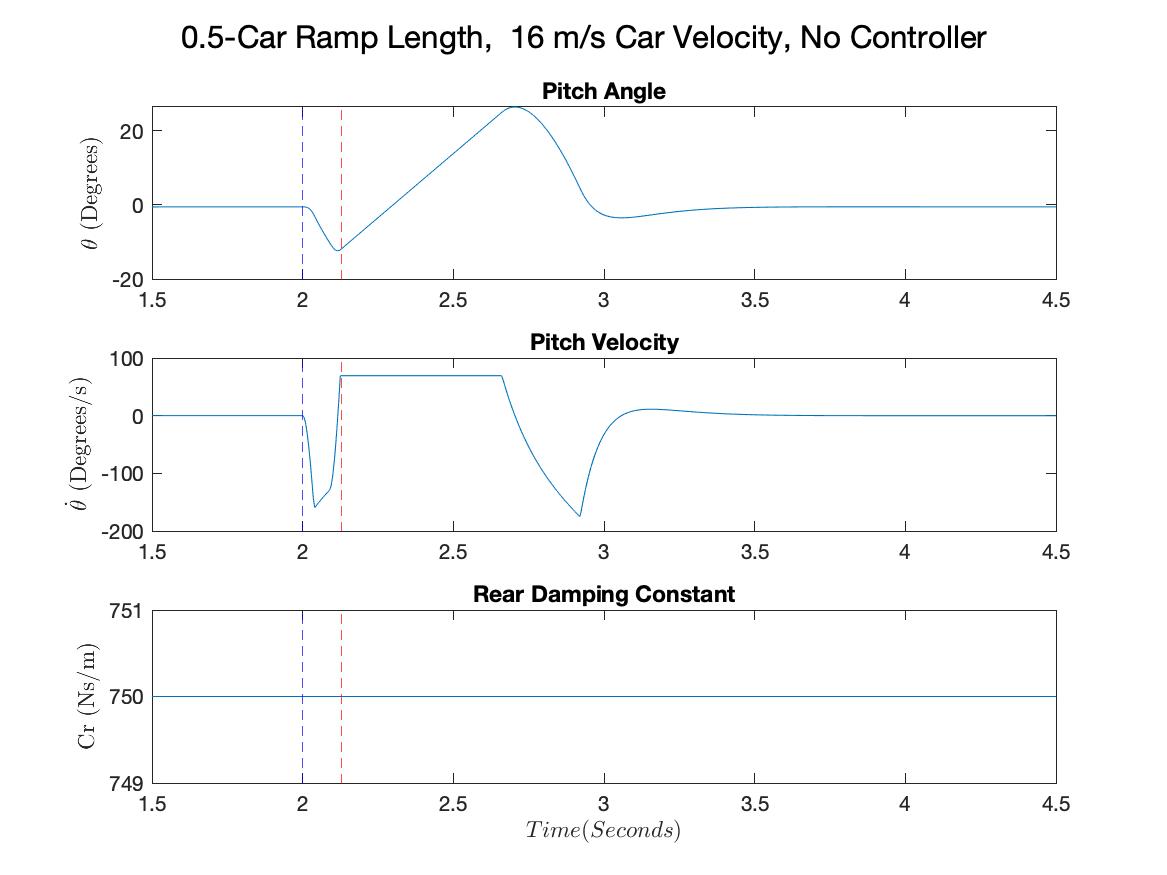 0.5-Car Ramp Length, 16 m/s Car Velocity, No Controller
Pitch Angle
θ (Degrees)
20
0
-20
1.5 2 2.5 3 3.5 4 4.5
Pitch Velocity
θ̇ (Degrees/s)
100
0
-100
-200
1.5 2 2.5 3 3.5 4 4.5
Rear Damping Constant
Cr (Ns/m)
751
750
749
1.5 2 2.5 3 3.5 4 4.5
Time(Seconds)